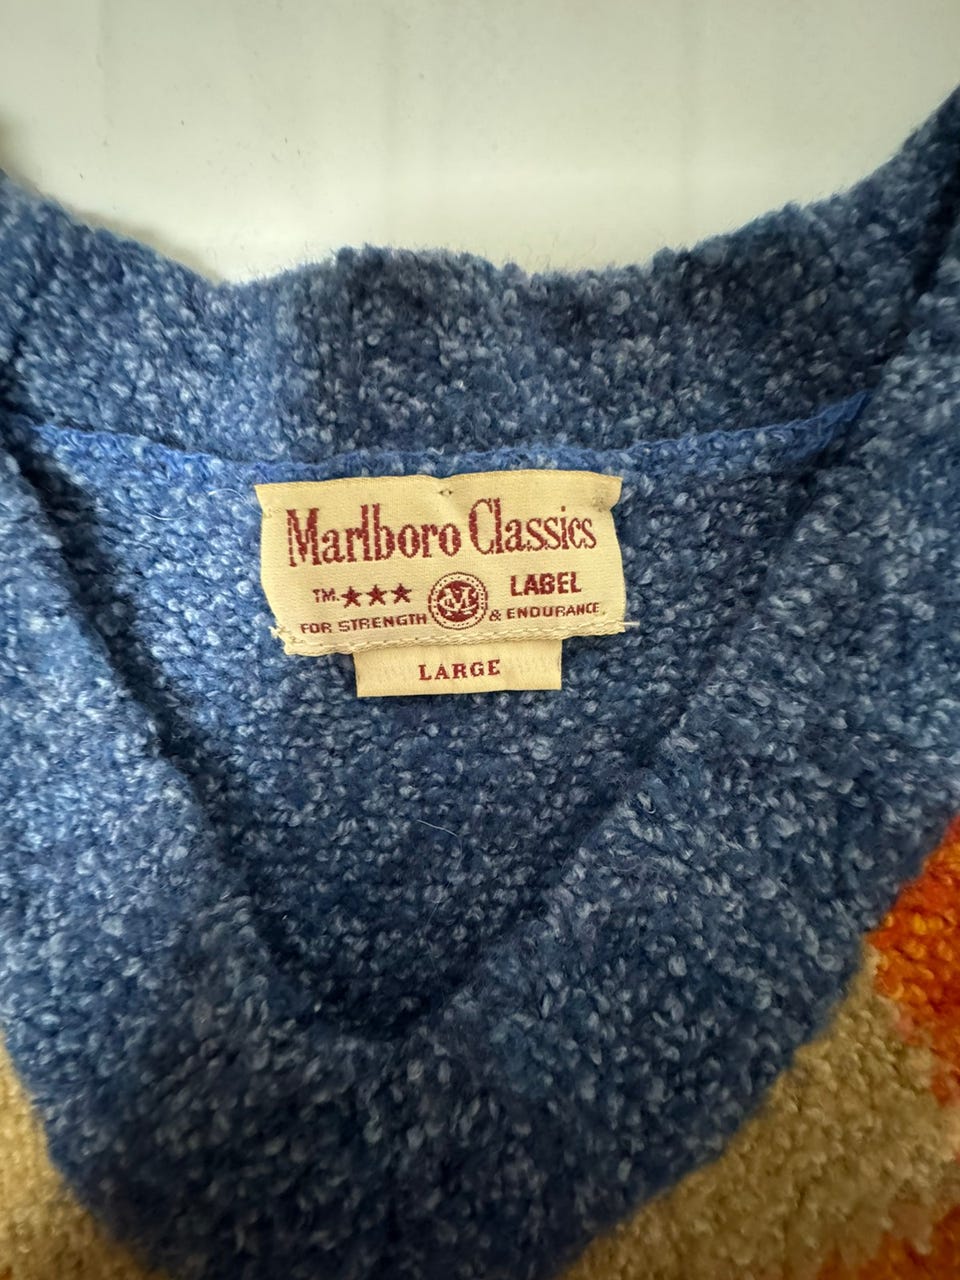 Marlboro Classics
TM. ★★★ M LABEL
FOR STRENGTH & ENDURANCE.
LARGE